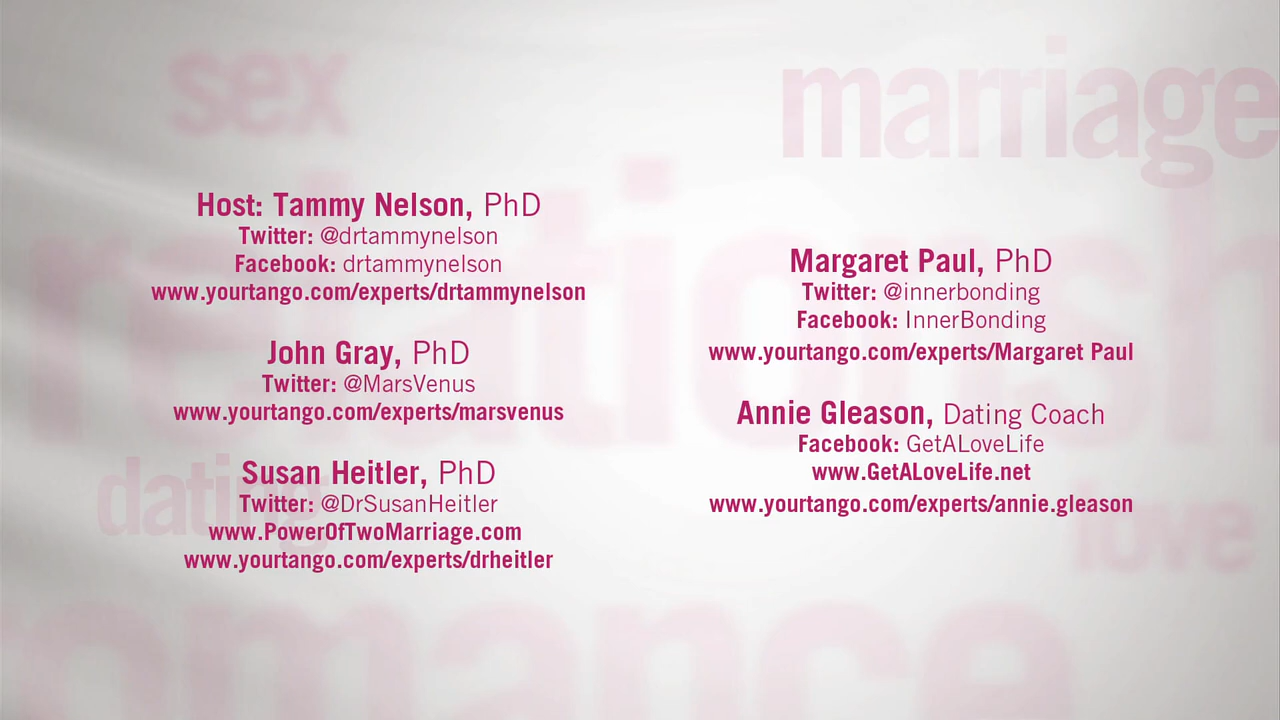 sex
marriage
relationsh
Host: Tammy Nelson, PhD
Twitter: @drtammynelson
Facebook: drtammynelson
www.yourtango.com/experts/drtammynelson
John Gray, PhD
Twitter: @MarsVenus
www.yourtango.com/experts/marsvenus
Susan Heitler, PhD
Twitter: @DrSusanHeitler
www.PowerOfTwoMarriage.com
www.yourtango.com/experts/drheitler
Margaret Paul, PhD
Twitter: @innerbonding
Facebook: InnerBonding
www.yourtango.com/experts/Margaret Paul
Annie Gleason, Dating Coach
Facebook: GetALoveLife
www.GetALoveLife.net
www.yourtango.com/experts/annie.gleason
dating
love
omance